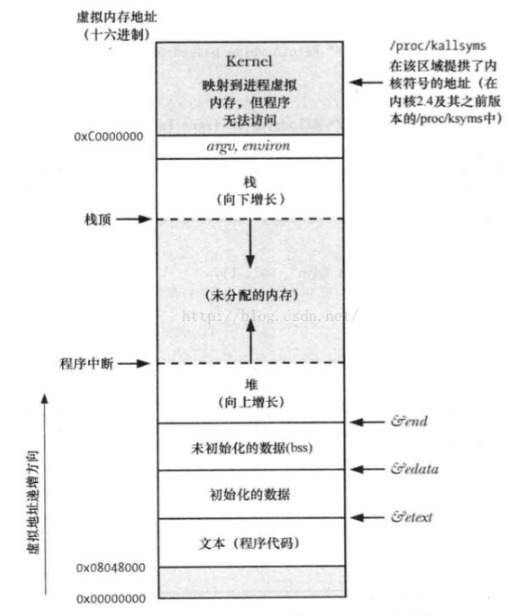 虚拟内存地址
（十六进制）
Kernel
映射到进程虚拟
内存，但程序
无法访问
/proc/kallsyms
在该区域提供了内
核符号的地址（在
内核2.4及其之前版
本的/proc/ksyms中）
0xC0000000
argv, environ
栈
（向下增长）
栈顶
（未分配的内存）
http://blog.csdn.net/
程序中断
堆
（向上增长）
&end
未初始化的数据(bss)
&edata
初始化的数据
&etext
文本（程序代码）
0x08048000
0x00000000
虚拟地址递增方向